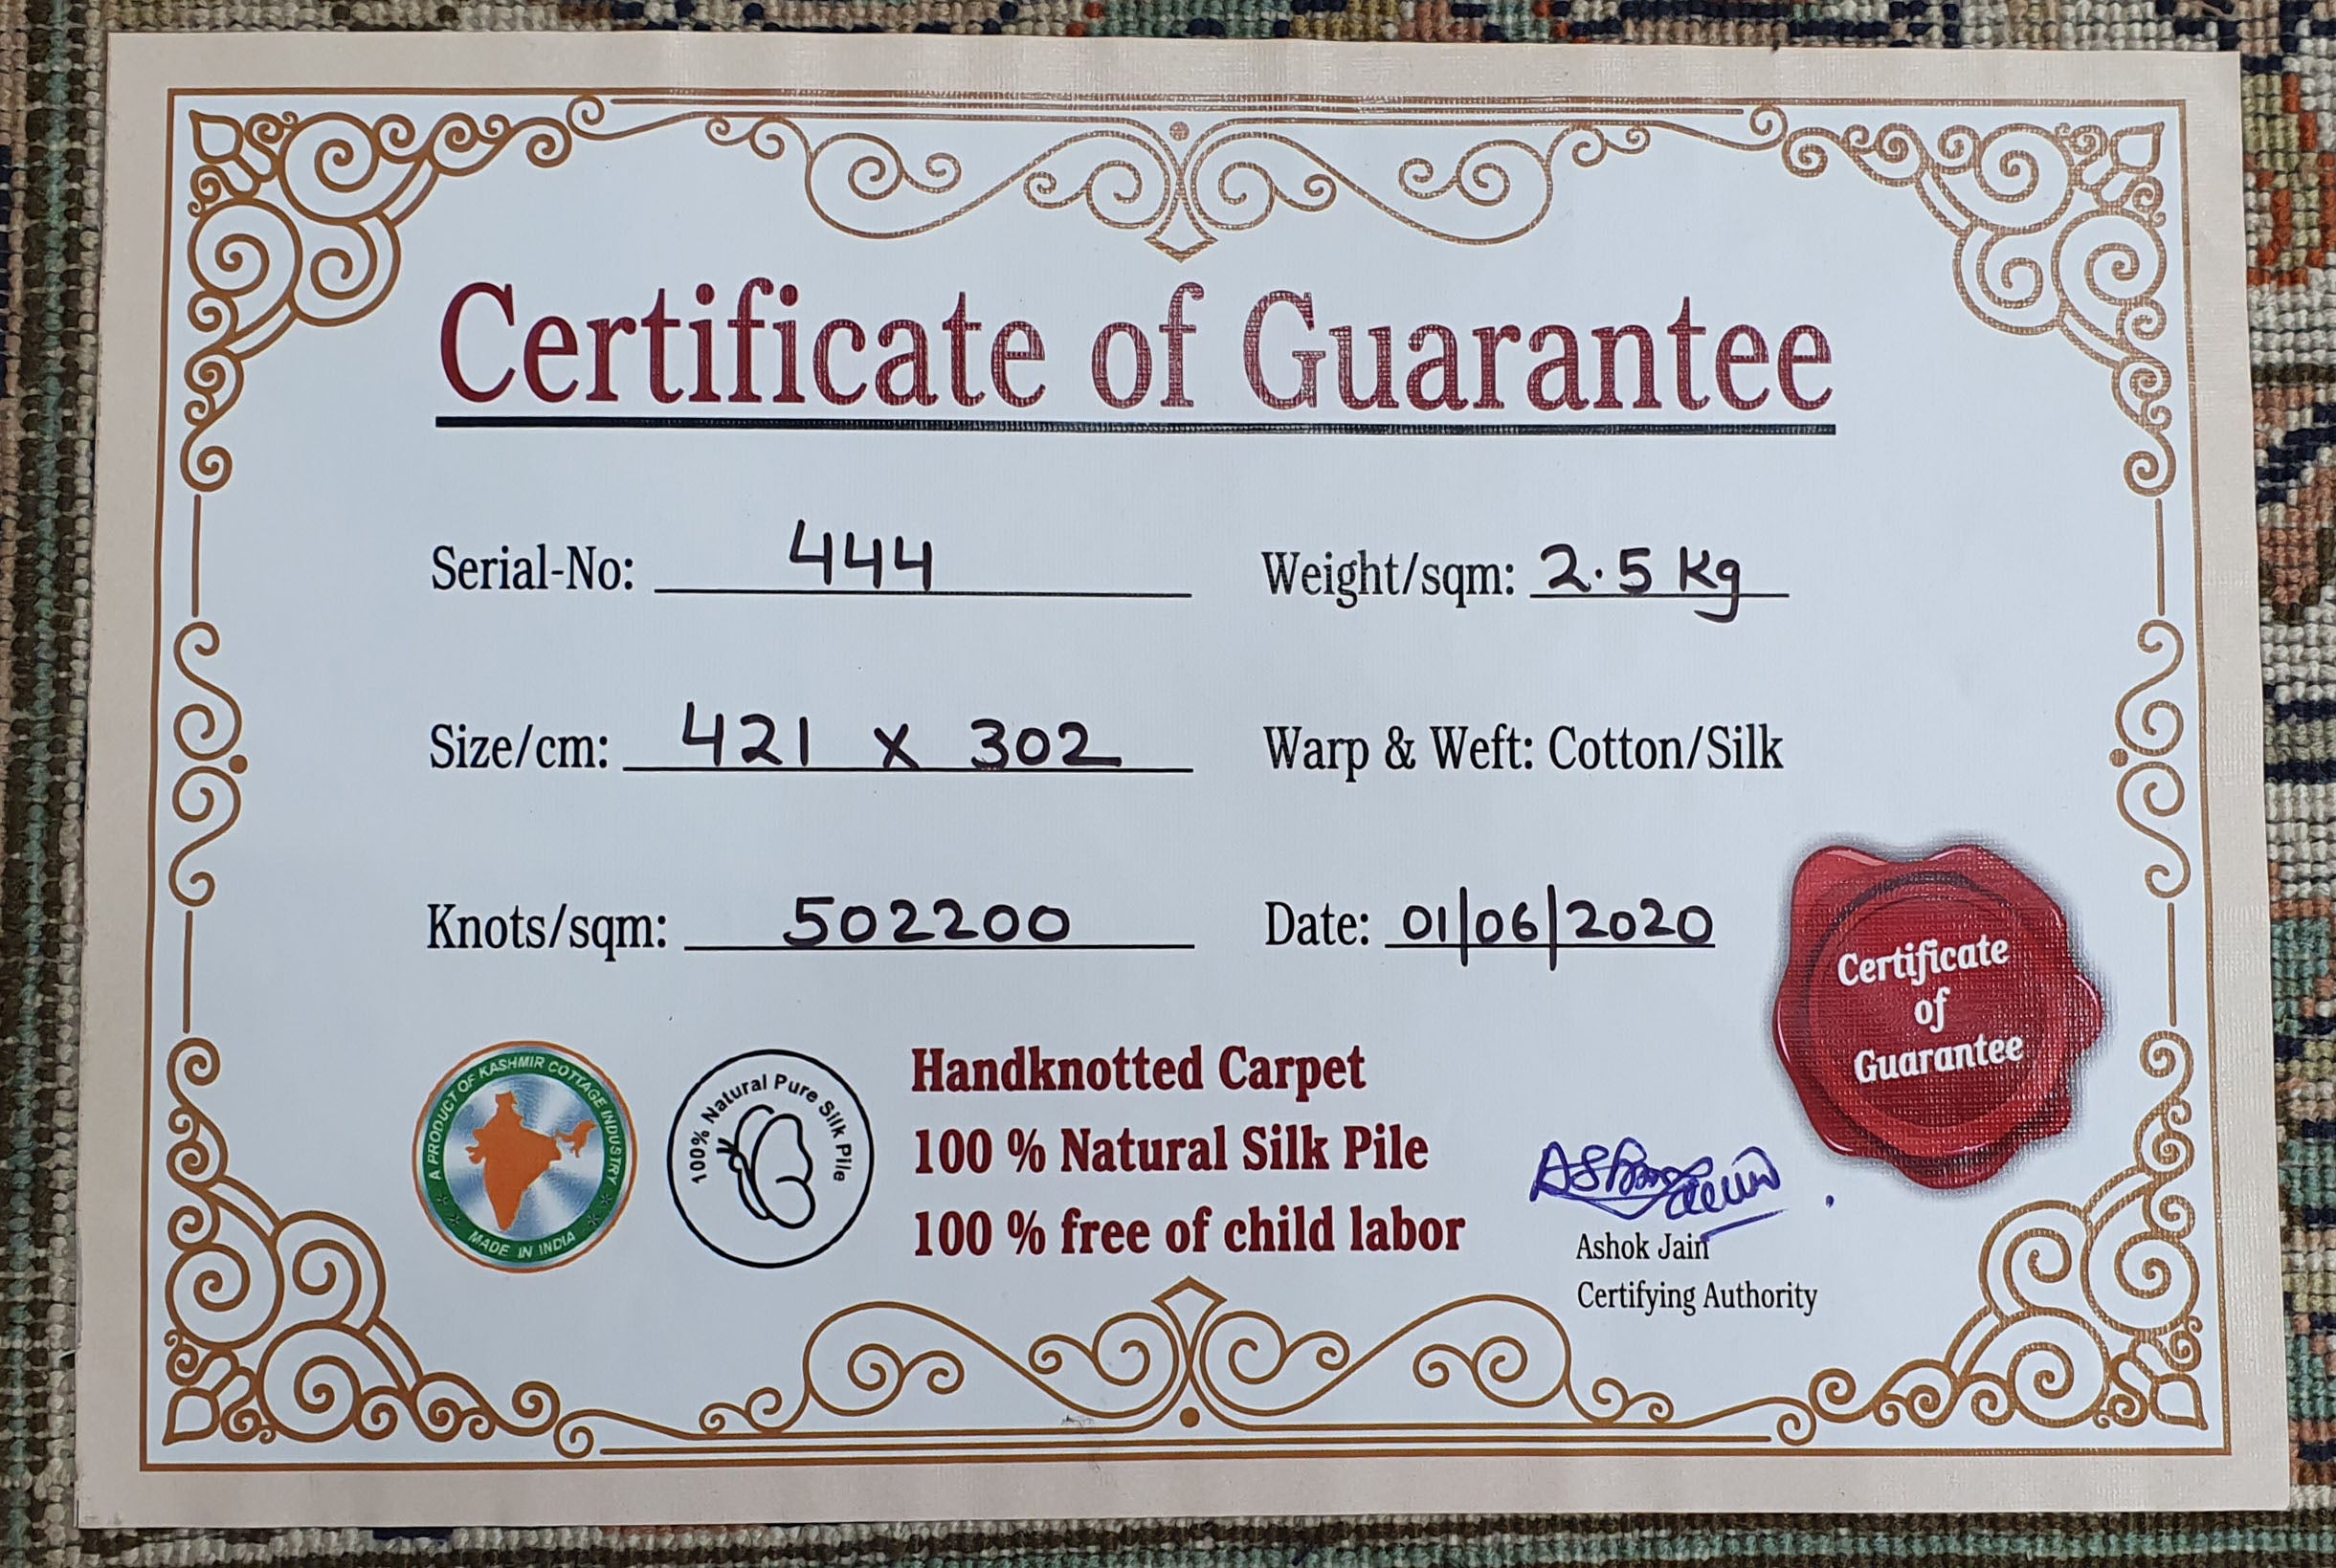 Certificate of Guarantee
Serial-No: 444
Weight/sqm: 2.5 Kg
Size/cm: 421 x 302
Warp & Weft: Cotton/Silk
Knots/sqm: 502200
Date: 01/06/2020
Certificate
of
Guarantee
A PRODUCT OF KASHMIR COTTAGE INDUSTRY
MADE IN INDIA
100% Natural Pure Silk Pile
Handknotted Carpet
100 % Natural Silk Pile
100 % free of child labor
Ashok Jain
Ashok Jain
Certifying Authority